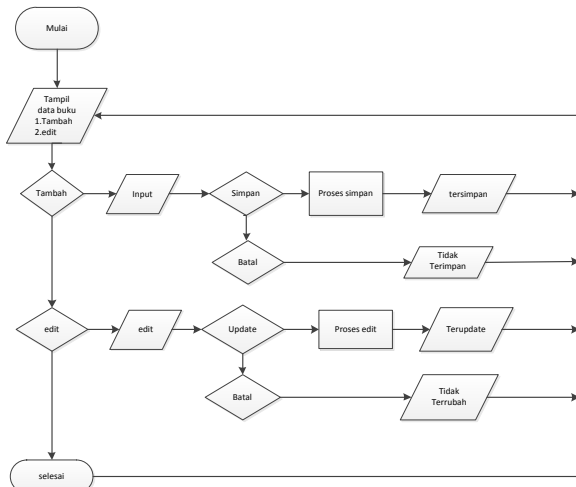 Mulai
Tampil
data buku
1.Tambah
2.edit
Tambah
Input
Simpan
Proses simpan
tersimpan
Batal
Tidak
Terimpan
edit
edit
Update
Proses edit
Terupdate
Batal
Tidak
Terrubah
selesai